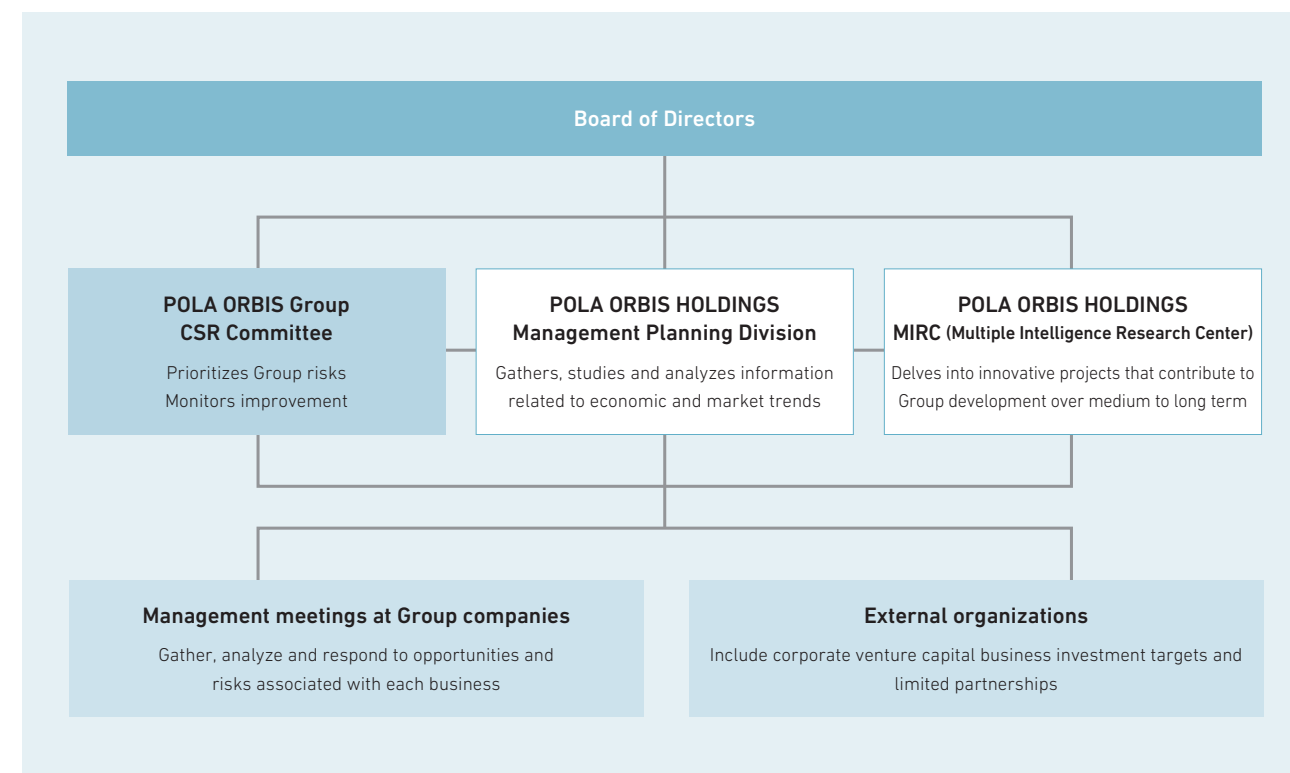 Board of Directors
POLA ORBIS Group
CSR Committee
Prioritizes Group risks
Monitors improvement
POLA ORBIS HOLDINGS
Management Planning Division
Gathers, studies and analyzes information
related to economic and market trends
POLA ORBIS HOLDINGS
MIRC (Multiple Intelligence Research Center)
Delves into innovative projects that contribute to
Group development over medium to long term
Management meetings at Group companies
Gather, analyze and respond to opportunities and
risks associated with each business
External organizations
Include corporate venture capital business investment targets and
limited partnerships